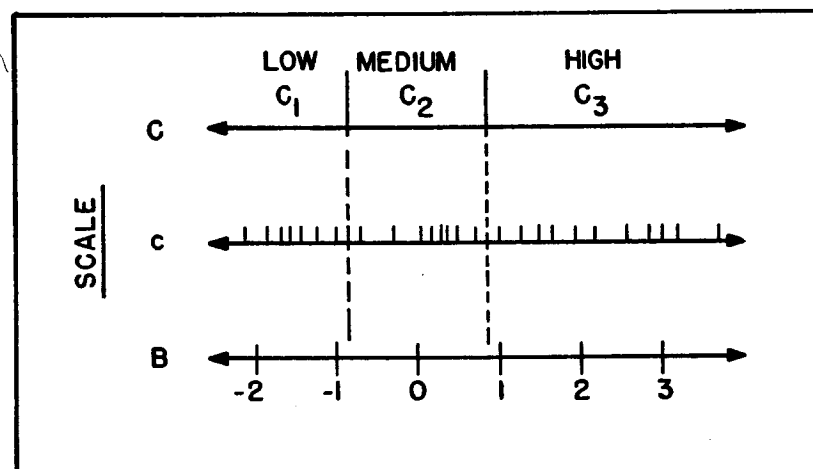 LOW MEDIUM HIGH
C1 C2 C3
C
SCALE
c
B
-2 -1 0 1 2 3